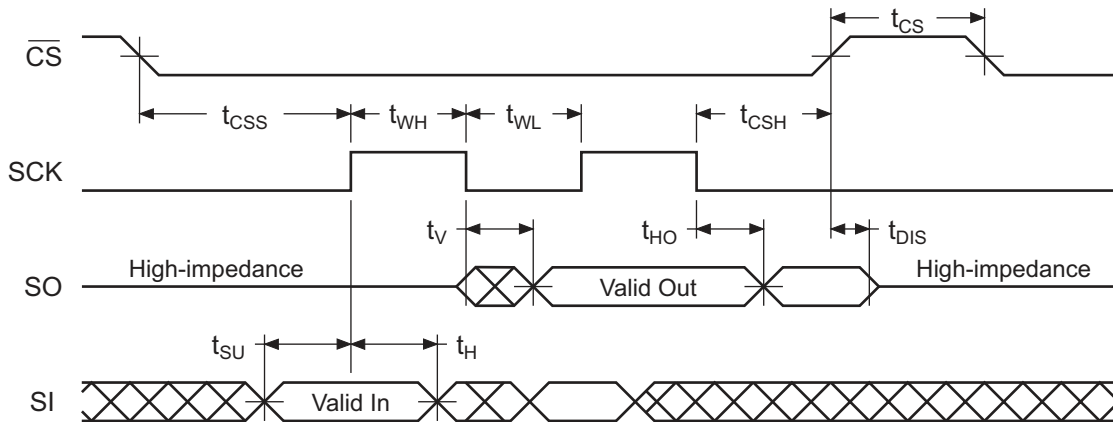 t_CS
C̅S̅
t_CSS t_WH t_WL t_CSH
SCK
t_V t_HO t_DIS
High-impedance High-impedance
SO Valid Out
t_SU t_H
SI Valid In